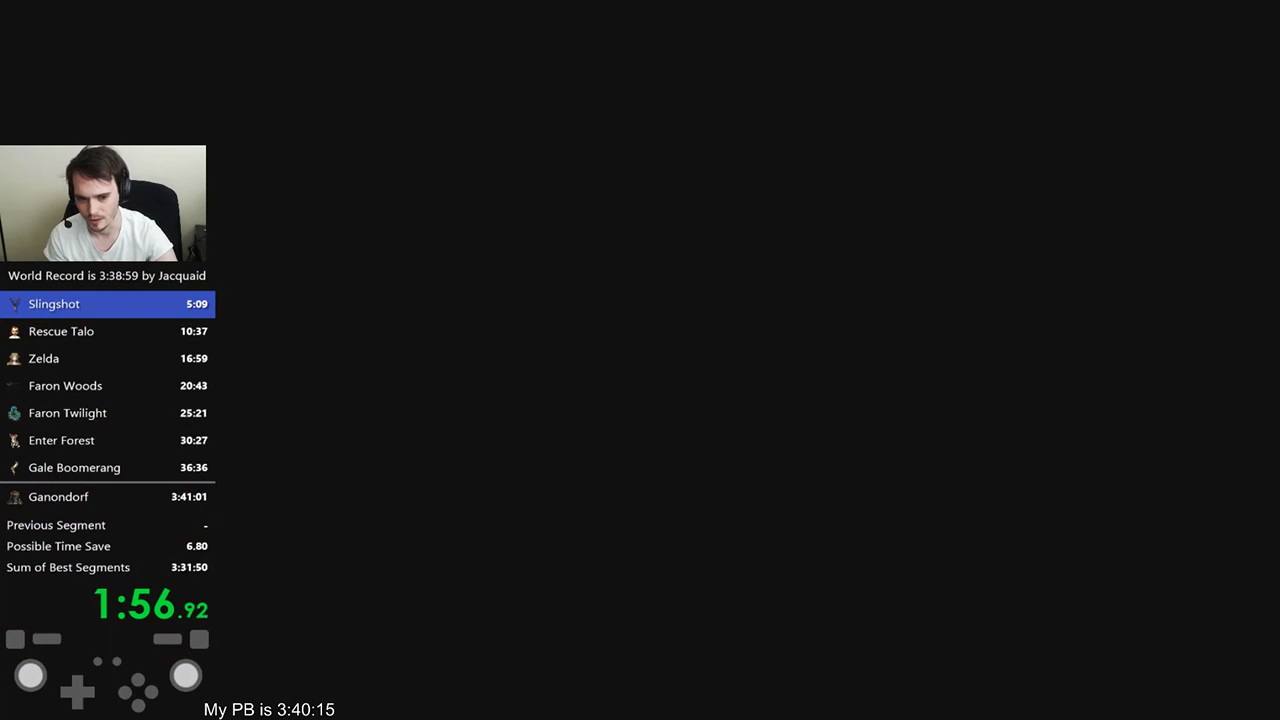 World Record is 3:38:59 by Jacquaid
Slingshot 5:09
Rescue Talo 10:37
Zelda 16:59
Faron Woods 20:43
Faron Twilight 25:21
Enter Forest 30:27
Gale Boomerang 36:36
Ganondorf 3:41:01
Previous Segment -
Possible Time Save 6.80
Sum of Best Segments 3:31:50
1:56.92
My PB is 3:40:15